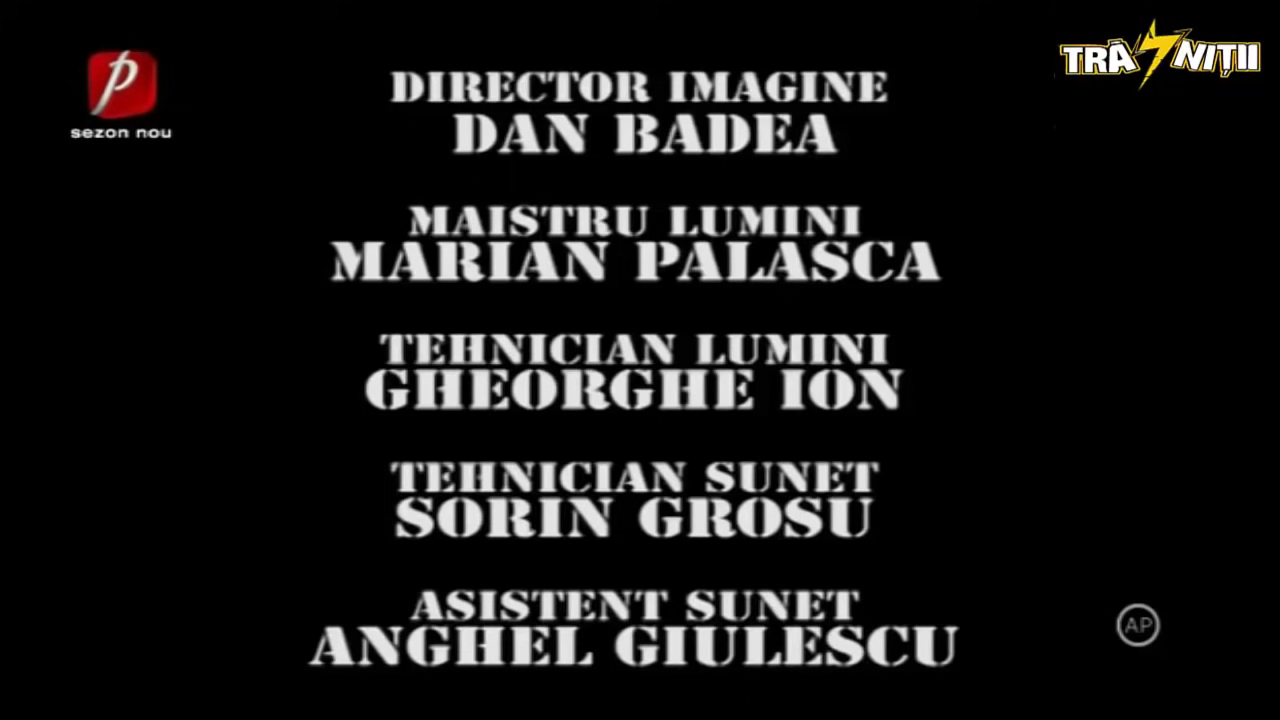 p
sezon nou
TRĂSNIȚII
DIRECTOR IMAGINE
DAN BADEA
MAISTRU LUMINI
MARIAN PALASCA
TEHNICIAN LUMINI
GHEORGHE ION
TEHNICIAN SUNET
SORIN GROSU
ASISTENT SUNET
ANGHEL GIULESCU
AP